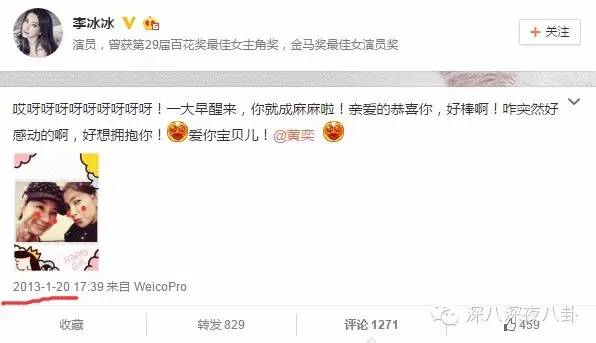 李冰冰
演员，曾获第29届百花奖最佳女主角奖，金马奖最佳女演员奖
+ 关注
哎呀呀呀呀呀呀呀呀呀！一大早醒来，你就成麻麻啦！亲爱的恭喜你，好棒啊！咋突然好
感动的啊，好想拥抱你！爱你宝贝儿！@黄奕
HAPPY
Girl
2013-1-20 17:39 来自 WeicoPro
收藏 转发 829 评论 1271 459
深八深夜八卦